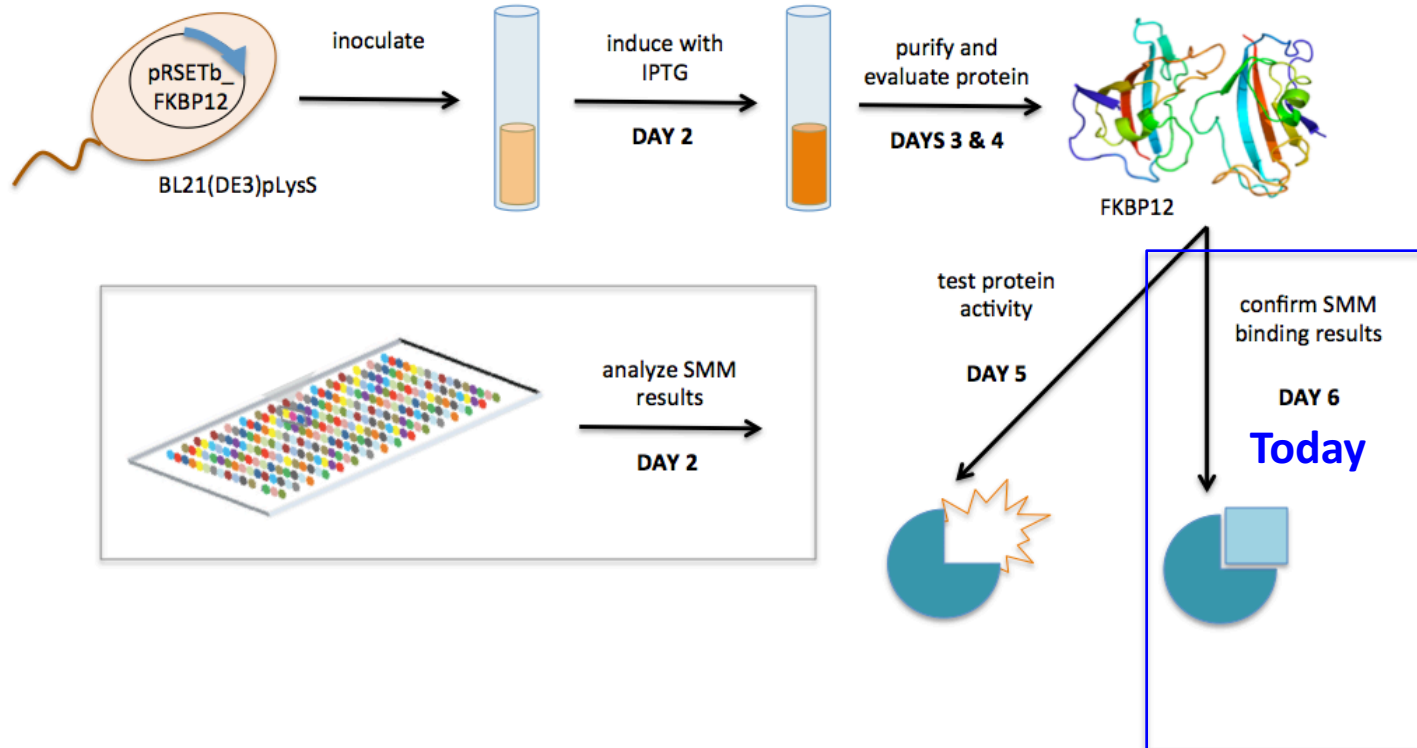 inoculate
pRSETb_
FKBP12
BL21(DE3)pLysS
induce with
IPTG
DAY 2
purify and
evaluate protein
DAYS 3 & 4
FKBP12
analyze SMM
results
DAY 2
test protein
activity
DAY 5
confirm SMM
binding results
DAY 6
Today